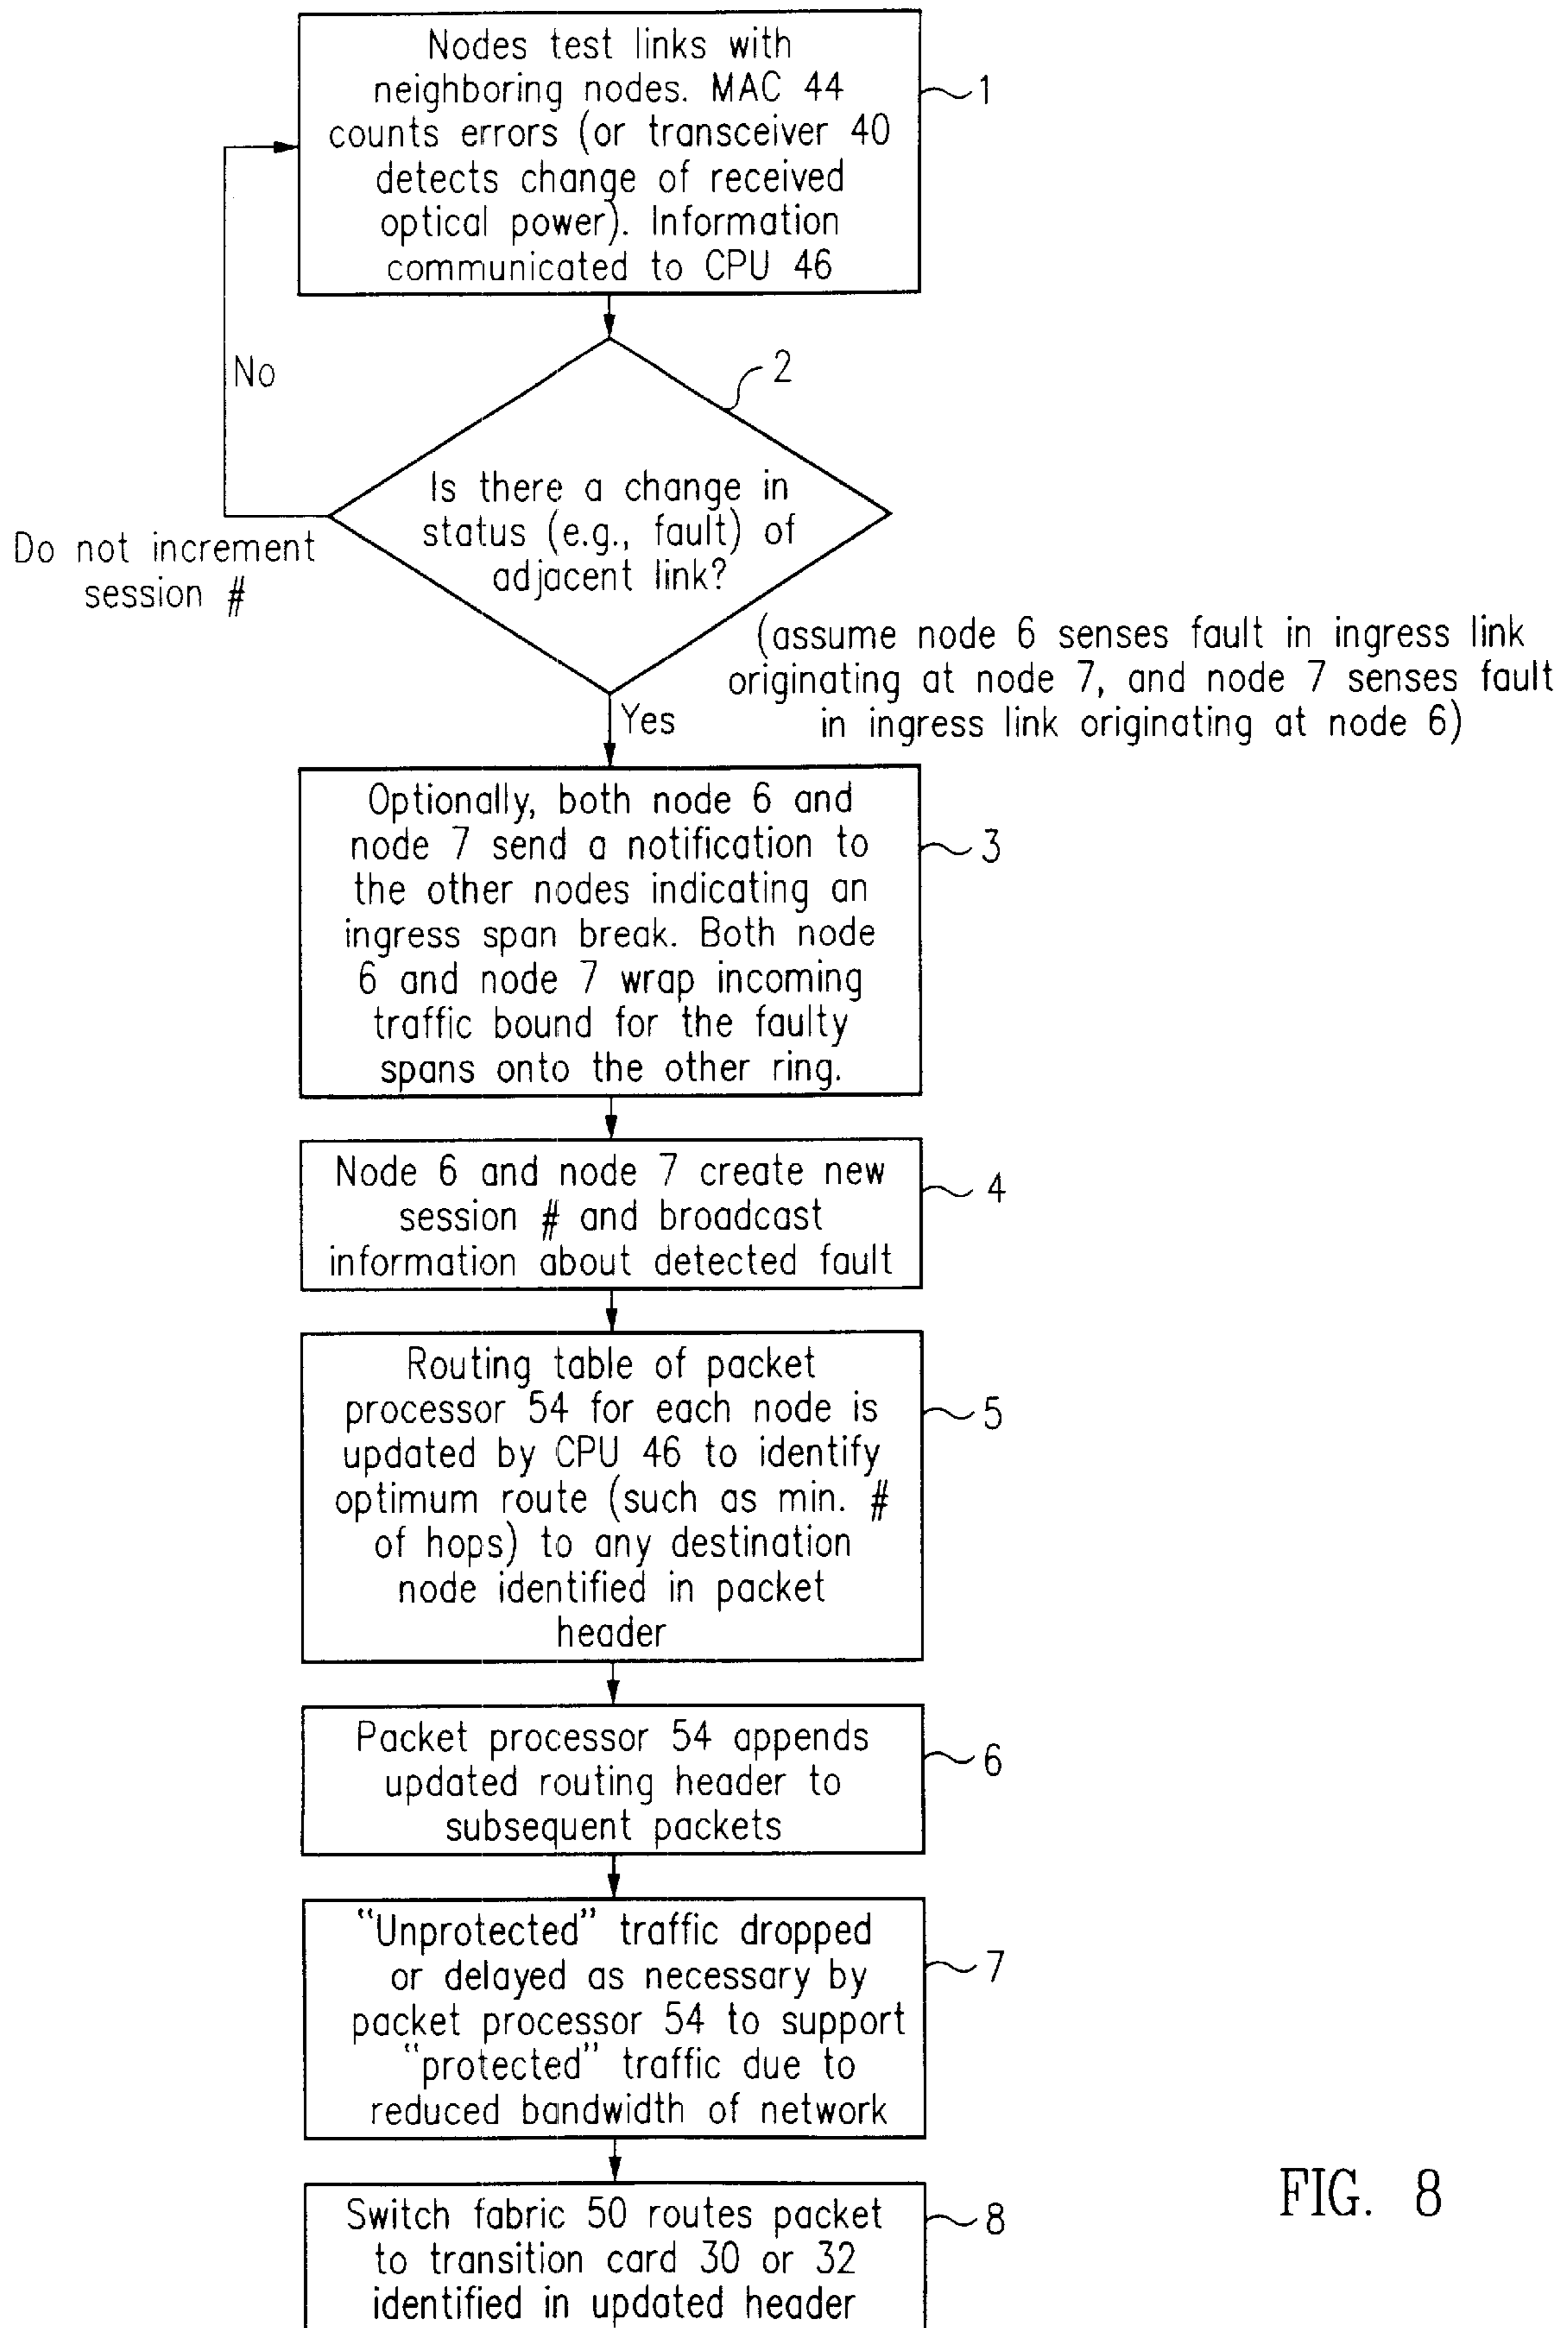 Nodes test links with
neighboring nodes. MAC 44
counts errors (or transceiver 40
detects change of received
optical power). Information
communicated to CPU 46
1
No
2
Is there a change in
status (e.g., fault) of
adjacent link?
Do not increment
session #
(assume node 6 senses fault in ingress link
originating at node 7, and node 7 senses fault
in ingress link originating at node 6)
Yes
Optionally, both node 6 and
node 7 send a notification to
the other nodes indicating an
ingress span break. Both node
6 and node 7 wrap incoming
traffic bound for the faulty
spans onto the other ring.
3
Node 6 and node 7 create new
session # and broadcast
information about detected fault
4
Routing table of packet
processor 54 for each node is
updated by CPU 46 to identify
optimum route (such as min. #
of hops) to any destination
node identified in packet
header
5
Packet processor 54 appends
updated routing header to
subsequent packets
6
“Unprotected” traffic dropped
or delayed as necessary by
packet processor 54 to support
“protected” traffic due to
reduced bandwidth of network
7
Switch fabric 50 routes packet
to transition card 30 or 32
identified in updated header
8
FIG. 8